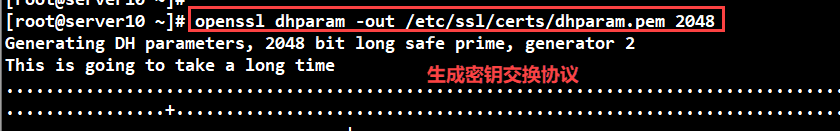 [root@server10 ~]#
[root@server10 ~]# openssl dhparam -out /etc/ssl/certs/dhparam.pem 2048
Generating DH parameters, 2048 bit long safe prime, generator 2
This is going to take a long time
生成密钥交换协议
................................................................................................
................+...............................................................................